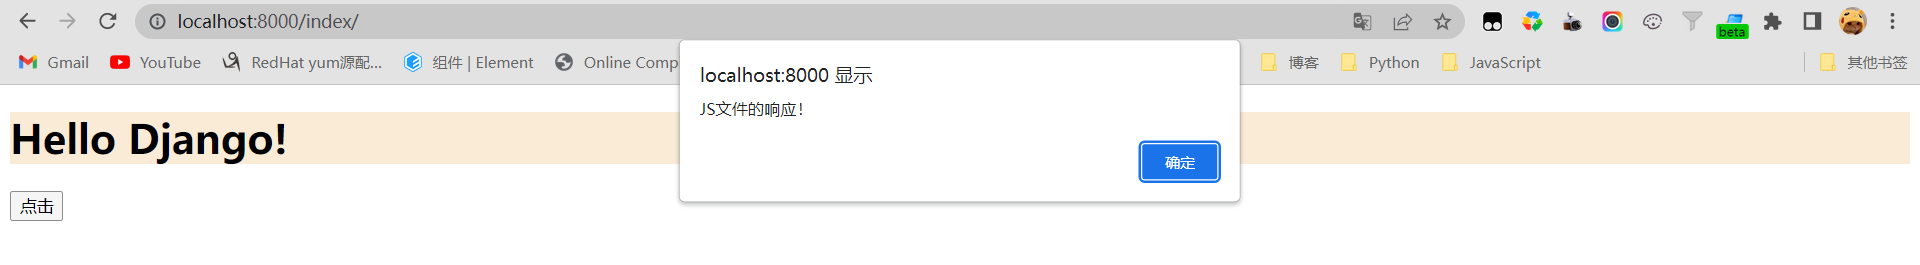 localhost:8000/index/
beta
Gmail YouTube RedHat yum源配... 组件 | Element Online Comp 博客 Python JavaScript 其他书签
localhost:8000 显示
JS文件的响应！
确定
Hello Django!
点击